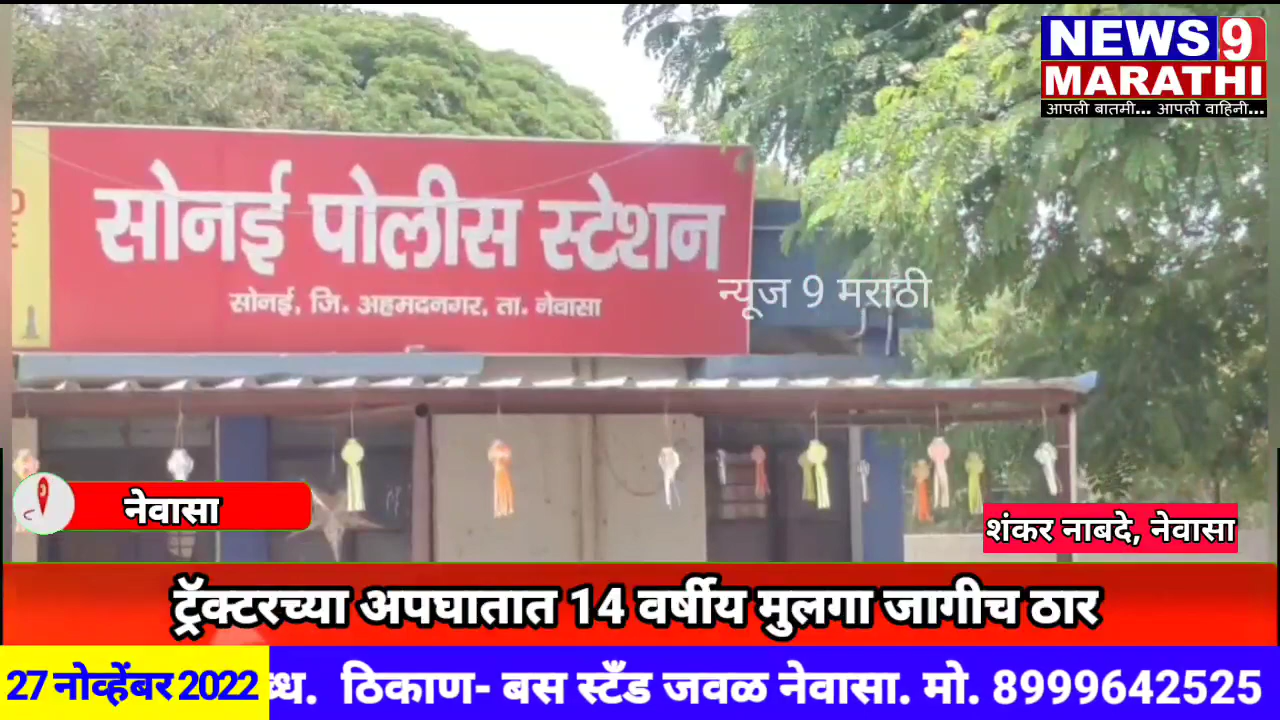 NEWS 9
MARATHI
आपली बातमी... आपली वाहिनी...
सोनई पोलीस स्टेशन
सोनई, जि. अहमदनगर, ता. नेवासा
न्यूज 9 मराठी
नेवासा
शंकर नाबदे, नेवासा
ट्रॅक्टरच्या अपघातात 14 वर्षीय मुलगा जागीच ठार
27 नोव्हेंबर 2022
ठिकाण- बस स्टँड जवळ नेवासा. मो. 8999642525